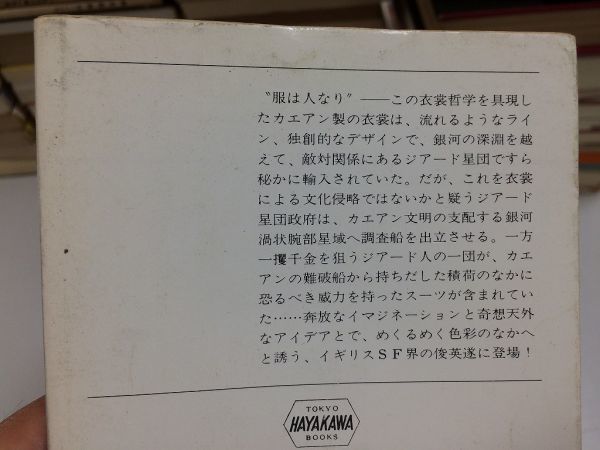 〝服は人なり〟――この衣裳哲学を具現し
たカエアン製の衣裳は、流れるようなライ
ン、独創的なデザインで、銀河の深淵を越
えて、敵対関係にあるジアード星団ですら
秘かに輸入されていた。だが、これを衣裳
による文化侵略ではないかと疑うジアード
星団政府は、カエアン文明の支配する銀河
渦状腕部星域へ調査船を出立させる。一方
一攫千金を狙うジアード人の一団が、カエ
アンの難破船から持ちだした積荷のなかに
恐るべき威力を持ったスーツが含まれてい
た……奔放なイマジネーションと奇想天外
なアイデアとで、めくるめく色彩のなかへ
と誘う、イギリスＳＦ界の俊英遂に登場！
TOKYO
HAYAKAWA
BOOKS